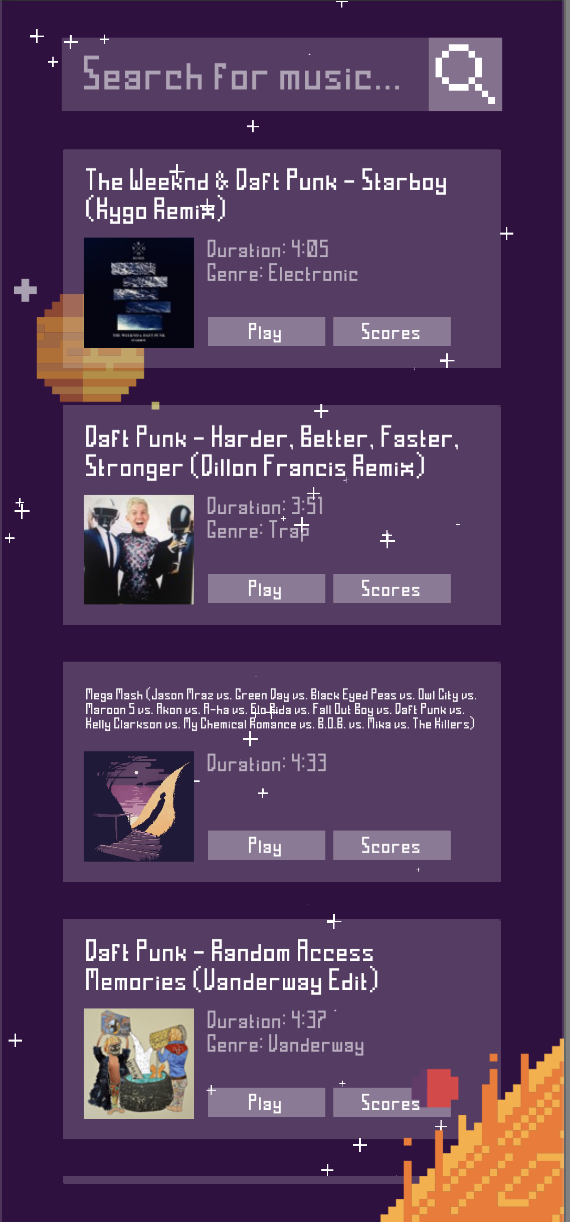 Search for music...
The Weeknd & Daft Punk - Starboy
(Kygo Remix)
Duration: 4:05
Genre: Electronic
Play Scores
Daft Punk - Harder, Better, Faster,
Stronger (Dillon Francis Remix)
Duration: 3:51
Genre: Trap
Play Scores
Mega Mash (Jason Mraz vs. Green Day vs. Black Eyed Peas vs. Owl City vs.
Maroon 5 vs. Akon vs. A-ha vs. Flo Rida vs. Fall Out Boy vs. Daft Punk vs.
Kelly Clarkson vs. My Chemical Romance vs. B.O.B. vs. Mika vs. The Killers)
Duration: 4:33
Play Scores
Daft Punk - Random Access
Memories (Vanderway Edit)
Duration: 4:37
Genre: Vanderway
Play Scores